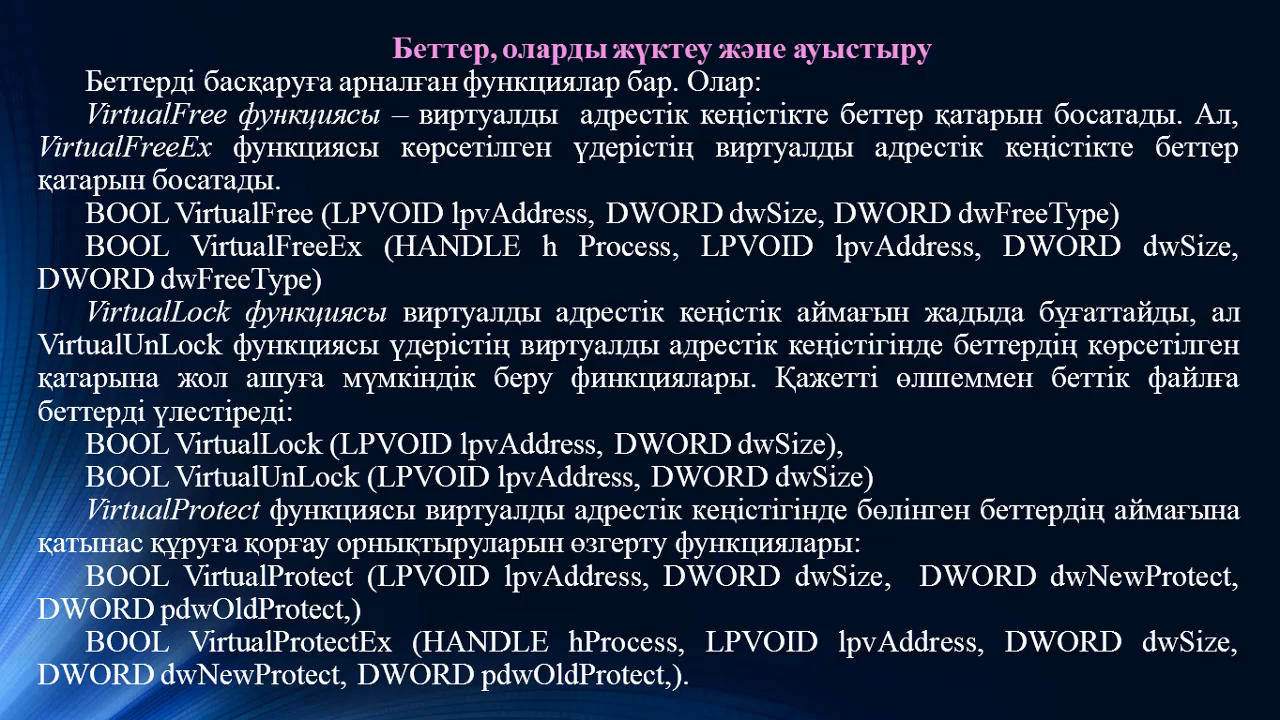 Беттер, оларды жүктеу және ауыстыру
Беттерді басқаруға арналған функциялар бар. Олар:
VirtualFree функциясы – виртуалды адрестік кеңістікте беттер қатарын босатады. Ал,
VirtualFreeEx функциясы көрсетілген үдерістің виртуалды адрестік кеңістікте беттер
қатарын босатады.
BOOL VirtualFree (LPVOID lpvAddress, DWORD dwSize, DWORD dwFreeType)
BOOL VirtualFreeEx (HANDLE h Process, LPVOID lpvAddress, DWORD dwSize,
DWORD dwFreeType)
VirtualLock функциясы виртуалды адрестік кеңістік аймағын жадыда бұғаттайды, ал
VirtualUnLock функциясы үдерістің виртуалды адрестік кеңістігінде беттердің көрсетілген
қатарына жол ашуға мүмкіндік беру финкциялары. Қажетті өлшеммен беттік файлға
беттерді үлестіреді:
BOOL VirtualLock (LPVOID lpvAddress, DWORD dwSize),
BOOL VirtualUnLock (LPVOID lpvAddress, DWORD dwSize)
VirtualProtect функциясы виртуалды адрестік кеңістігінде бөлінген беттердің аймағына
қатынас құруға қорғау орнықтыруларын өзгерту функциялары:
BOOL VirtualProtect (LPVOID lpvAddress, DWORD dwSize, DWORD dwNewProtect,
DWORD pdwOldProtect,)
BOOL VirtualProtectEx (HANDLE hProcess, LPVOID lpvAddress, DWORD dwSize,
DWORD dwNewProtect, DWORD pdwOldProtect,).